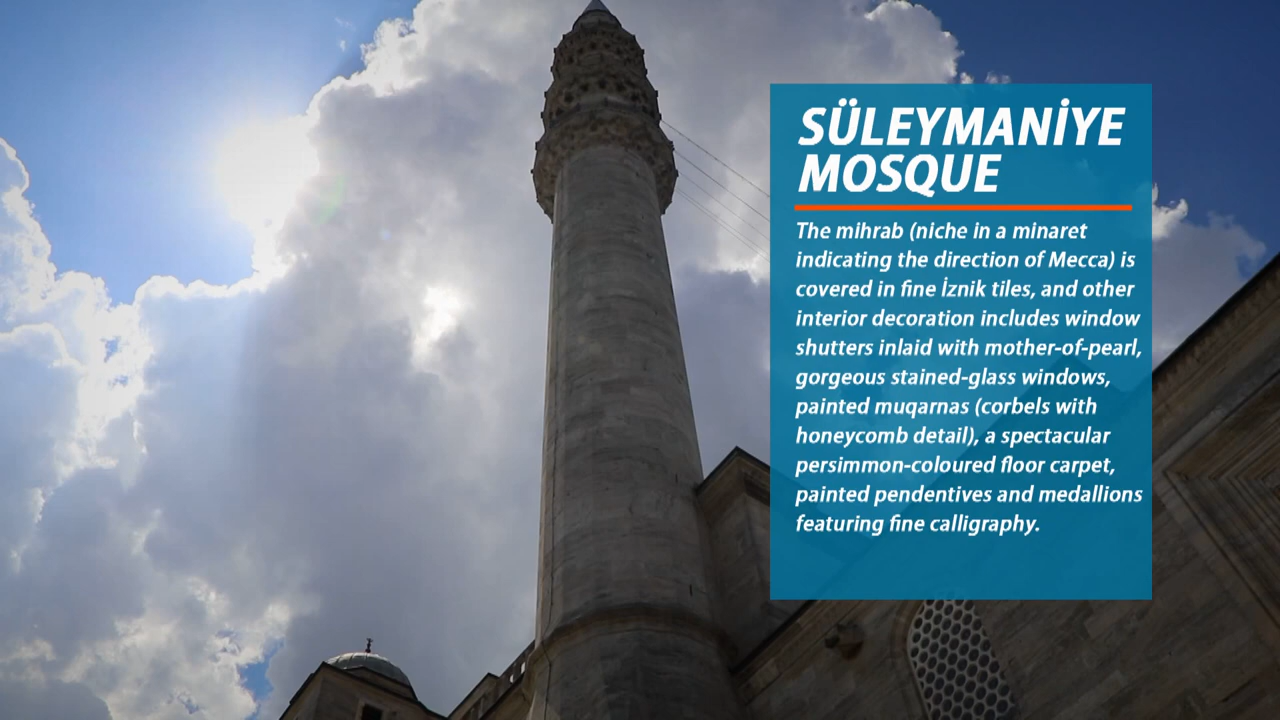 SÜLEYMANİYE
MOSQUE
The mihrab (niche in a minaret
indicating the direction of Mecca) is
covered in fine İznik tiles, and other
interior decoration includes window
shutters inlaid with mother-of-pearl,
gorgeous stained-glass windows,
painted muqarnas (corbels with
honeycomb detail), a spectacular
persimmon-coloured floor carpet,
painted pendentives and medallions
featuring fine calligraphy.